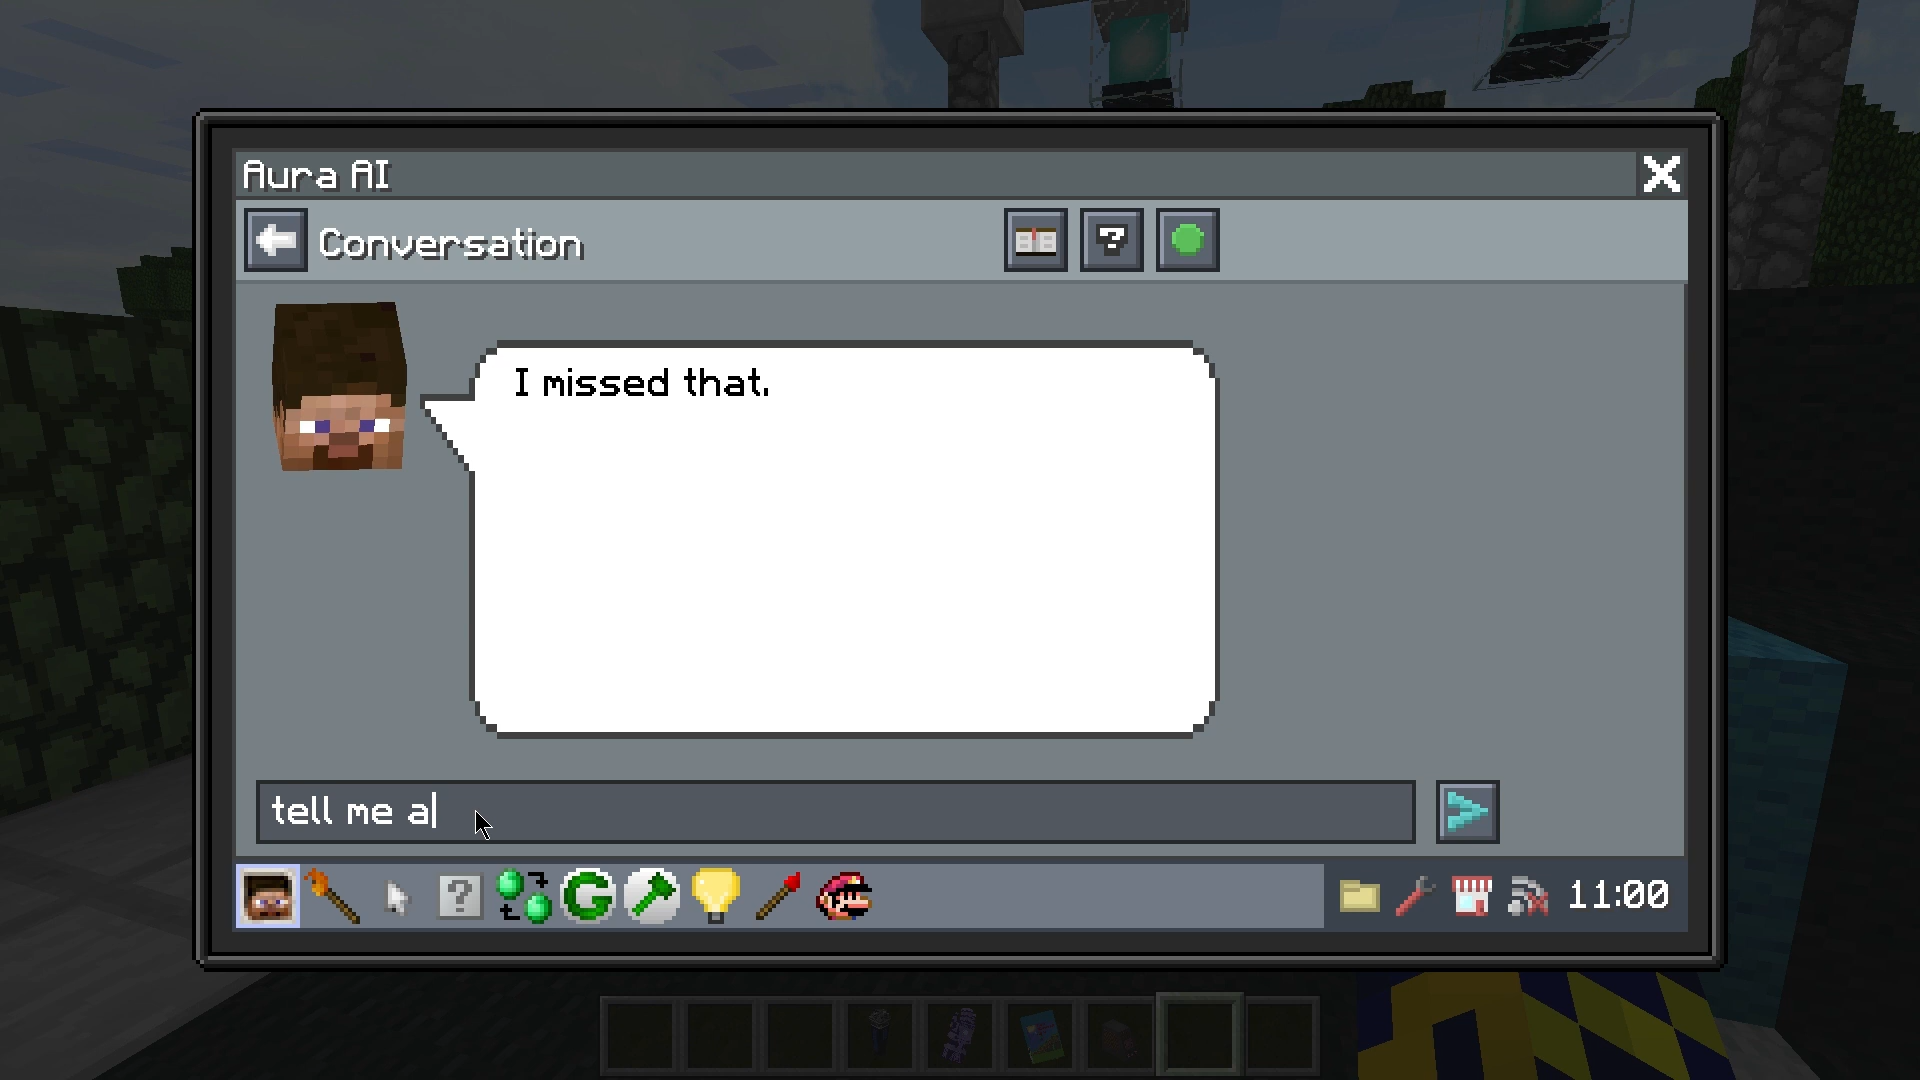 Aura AI
Conversation
I missed that.
tell me a
11:00